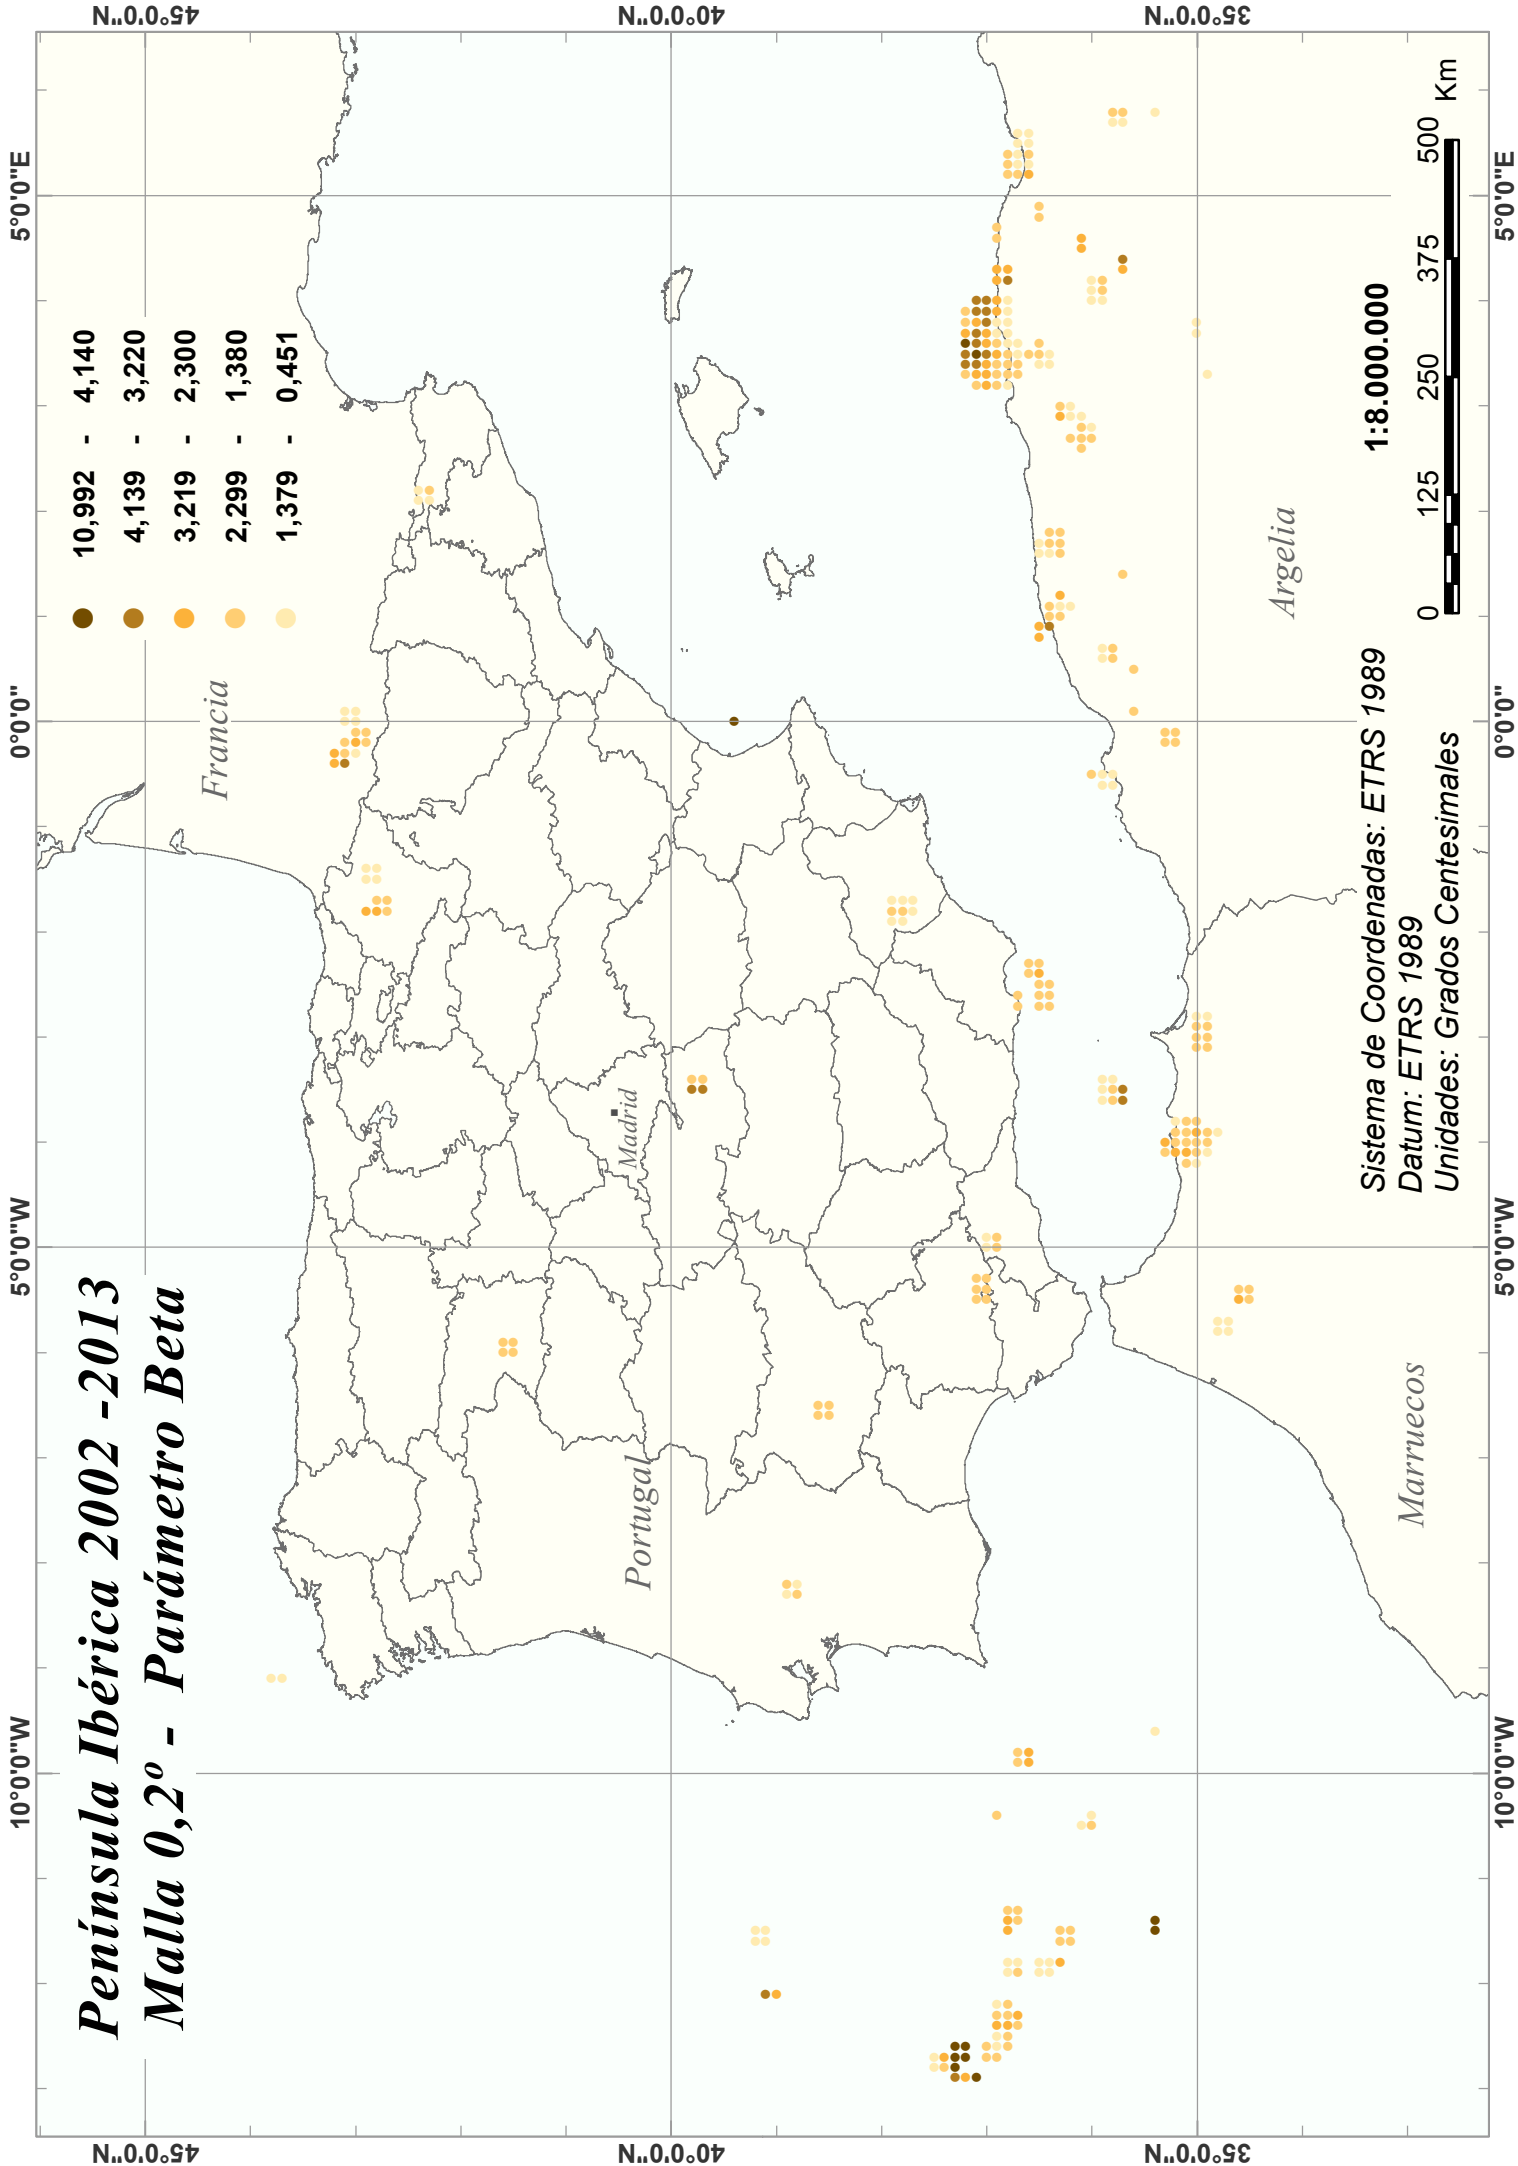 Península Ibérica 2002 -2013
Malla 0,2º - Parámetro Beta
10,992 - 4,140
4,139 - 3,220
3,219 - 2,300
2,299 - 1,380
1,379 - 0,451
10°0'0"W
5°0'0"W
0°0'0"
5°0'0"E
45°0'0"N
45°0'0"N
40°0'0"N
40°0'0"N
35°0'0"N
35°0'0"N
Francia
Madrid
Portugal
Argelia
Marruecos
1:8.000.000
0 125 250 375 500 Km
Sistema de Coordenadas: ETRS 1989
Datum: ETRS 1989
Unidades: Grados Centesimales
10°0'0"W
5°0'0"W
0°0'0"
5°0'0"E